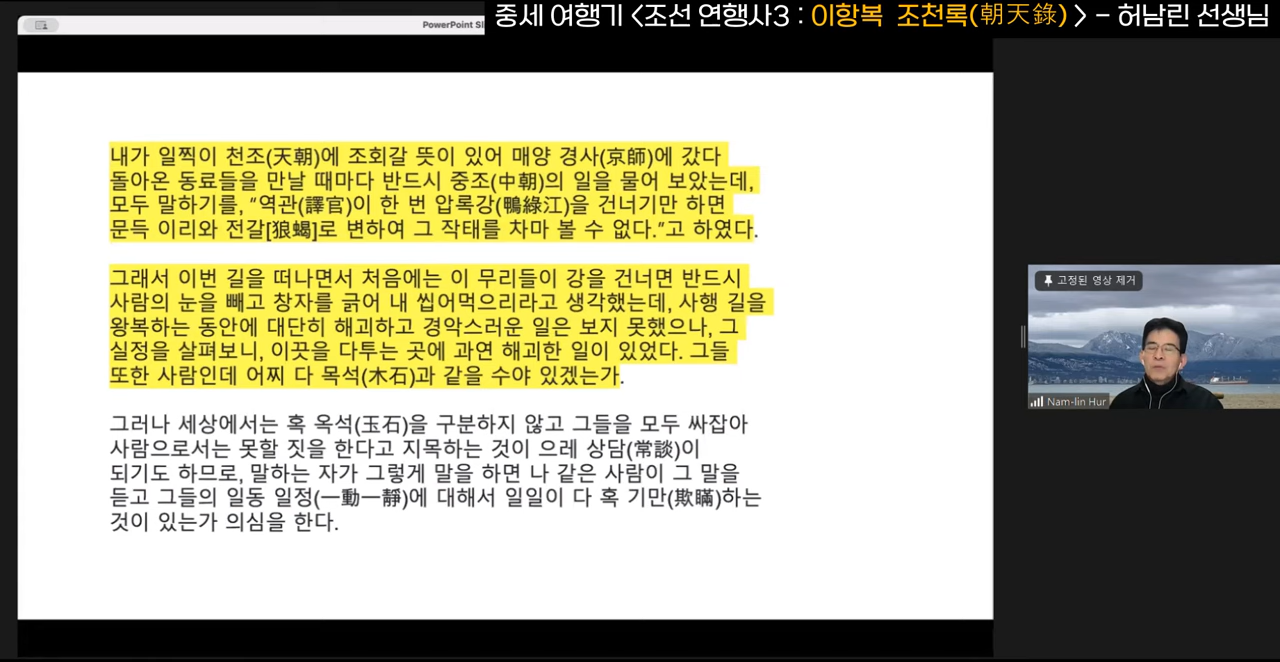 중세 여행기 <조선 연행사3 : 이항복 조천록(朝天錄)> - 허남린 선생님
PowerPoint Sl
내가 일찍이 천조(天朝)에 조회갈 뜻이 있어 매양 경사(京師)에 갔다
돌아온 동료들을 만날 때마다 반드시 중조(中朝)의 일을 물어 보았는데,
모두 말하기를, “역관(譯官)이 한 번 압록강(鴨綠江)을 건너기만 하면
문득 이리와 전갈[狼蝎]로 변하여 그 작태를 차마 볼 수 없다.”고 하였다.
그래서 이번 길을 떠나면서 처음에는 이 무리들이 강을 건너면 반드시
사람의 눈을 빼고 창자를 긁어 내 씹어먹으리라고 생각했는데, 사행 길을
왕복하는 동안에 대단히 해괴하고 경악스러운 일은 보지 못했으나, 그
실정을 살펴보니, 이끗을 다투는 곳에 과연 해괴한 일이 있었다. 그들
또한 사람인데 어찌 다 목석(木石)과 같을 수야 있겠는가.
그러나 세상에서는 혹 옥석(玉石)을 구분하지 않고 그들을 모두 싸잡아
사람으로서는 못할 짓을 한다고 지목하는 것이 으레 상담(常談)이
되기도 하므로, 말하는 자가 그렇게 말을 하면 나 같은 사람이 그 말을
듣고 그들의 일동 일정(一動一靜)에 대해서 일일이 다 혹 기만(欺瞞)하는
것이 있는가 의심을 한다.
고정된 영상 제거
Nam-lin Hur